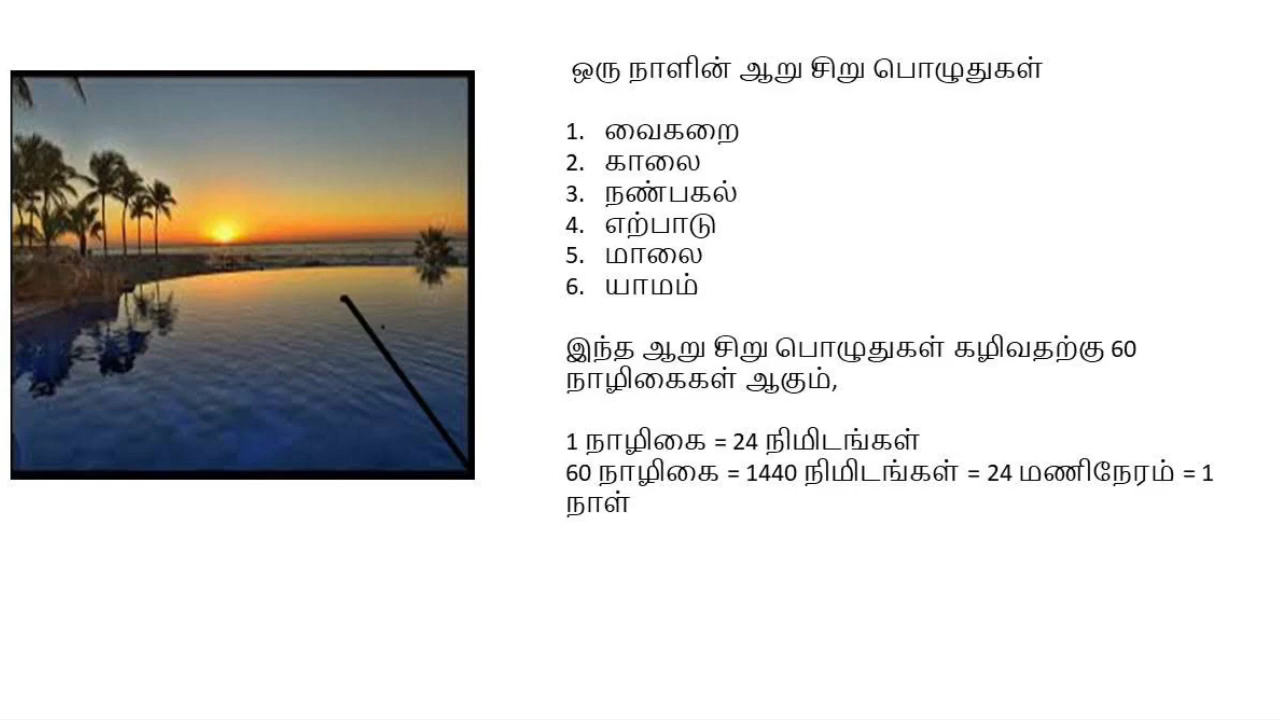 ஒரு நாளின் ஆறு சிறு பொழுதுகள்
1. வைகறை
2. காலை
3. நண்பகல்
4. எற்பாடு
5. மாலை
6. யாமம்
இந்த ஆறு சிறு பொழுதுகள் கழிவதற்கு 60
நாழிகைகள் ஆகும்,
1 நாழிகை = 24 நிமிடங்கள்
60 நாழிகை = 1440 நிமிடங்கள் = 24 மணிநேரம் = 1
நாள்